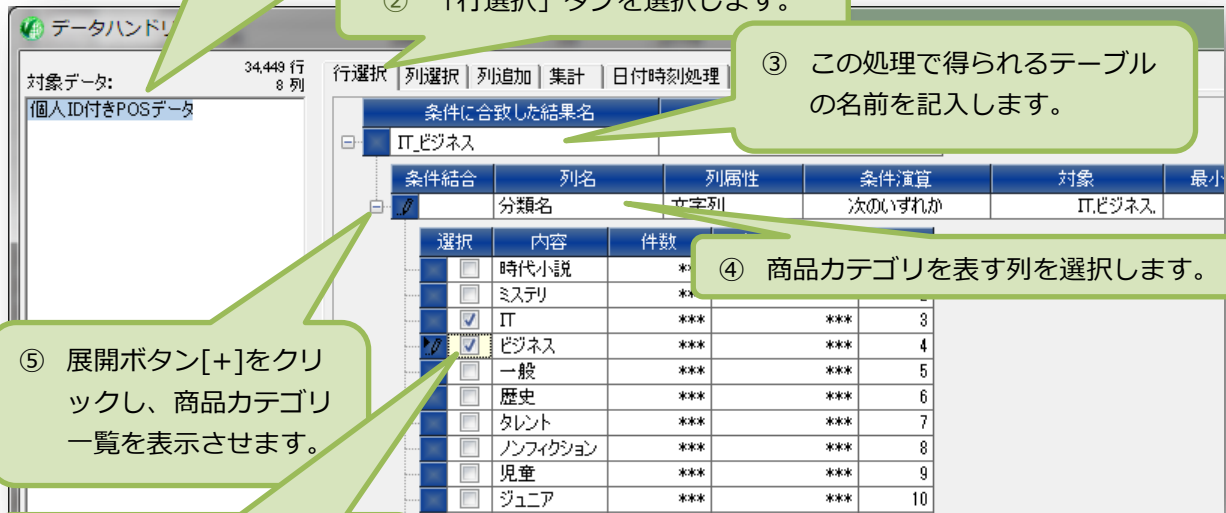 ② 「行選択」タブを選択します。
データハンドリ
対象データ:
34,449 行
8 列
個人ID付きPOSデータ
行選択 列選択 列追加 集計 日付時刻処理
③ この処理で得られるテーブル
の名前を記入します。
条件に合致した結果名
IT_ビジネス
条件結合 列名 列属性 条件演算 対象 最小
分類名 文字列 次のいずれか IT,ビジネス,
選択 内容 件数
④ 商品カテゴリを表す列を選択します。
時代小説
ミステリ
IT *** *** 3
ビジネス *** *** 4
一般 *** *** 5
歴史 *** *** 6
タレント *** *** 7
ノンフィクション *** *** 8
児童 *** *** 9
ジュニア *** *** 10
⑤ 展開ボタン[+]をクリ
ックし、商品カテゴリ
一覧を表示させます。